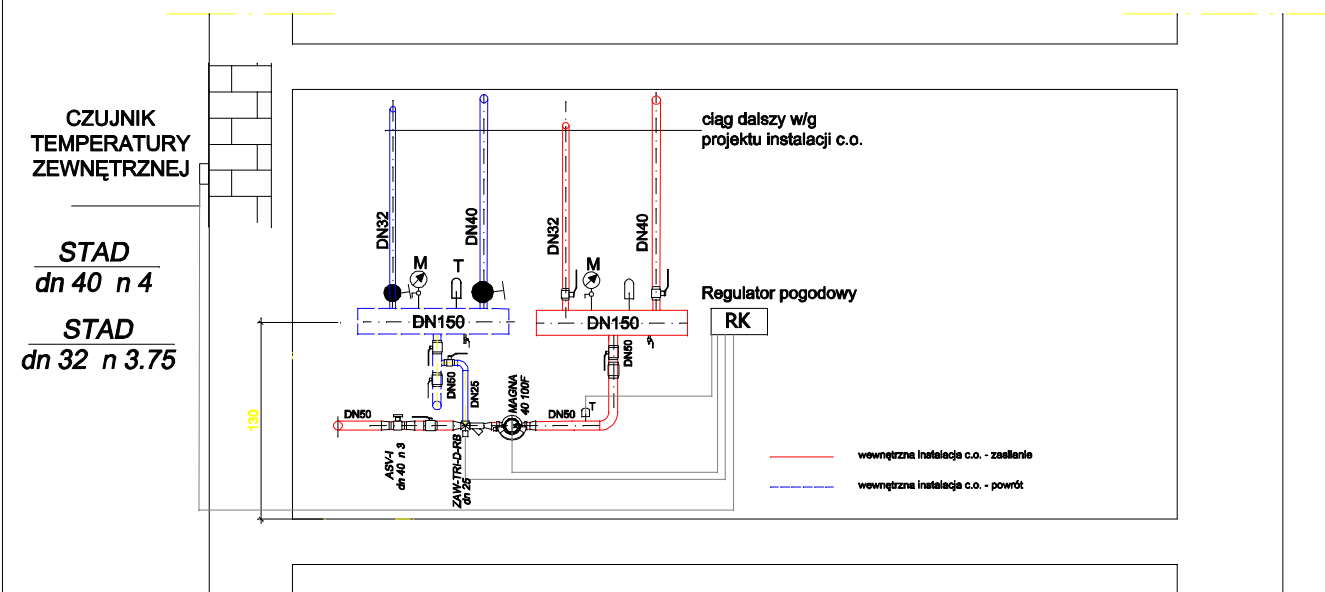 CZUJNIK
TEMPERATURY
ZEWNĘTRZNEJ
STAD
dn 40 n 4
STAD
dn 32 n 3.75
130
ciąg dalszy w/g
projektu instalacji c.o.
DN32
DN40
DN32
DN40
M
T
M
DN150
DN150
Regulator pogodowy
RK
DN50
DN25
DN50
MAGNA
40 100F
DN50
DN50
T
ASV-I
dn 40 n 3
ZAW-TRI-D-RB
dn 25
wewnętrzna instalacja c.o. - zasilanie
wewnętrzna instalacja c.o. - powrót